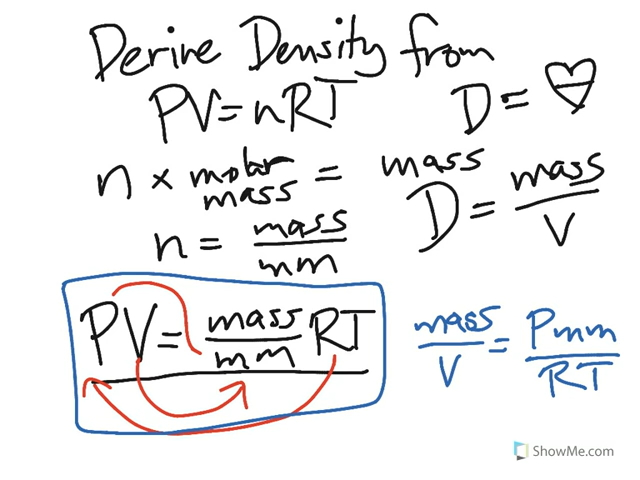 Derive Density from
PV=nRT
D=♡
n × molar mass = mass
D = mass/V
n = mass/mm
PV = mass/mm RT
mass/V = Pmm/RT
ShowMe.com